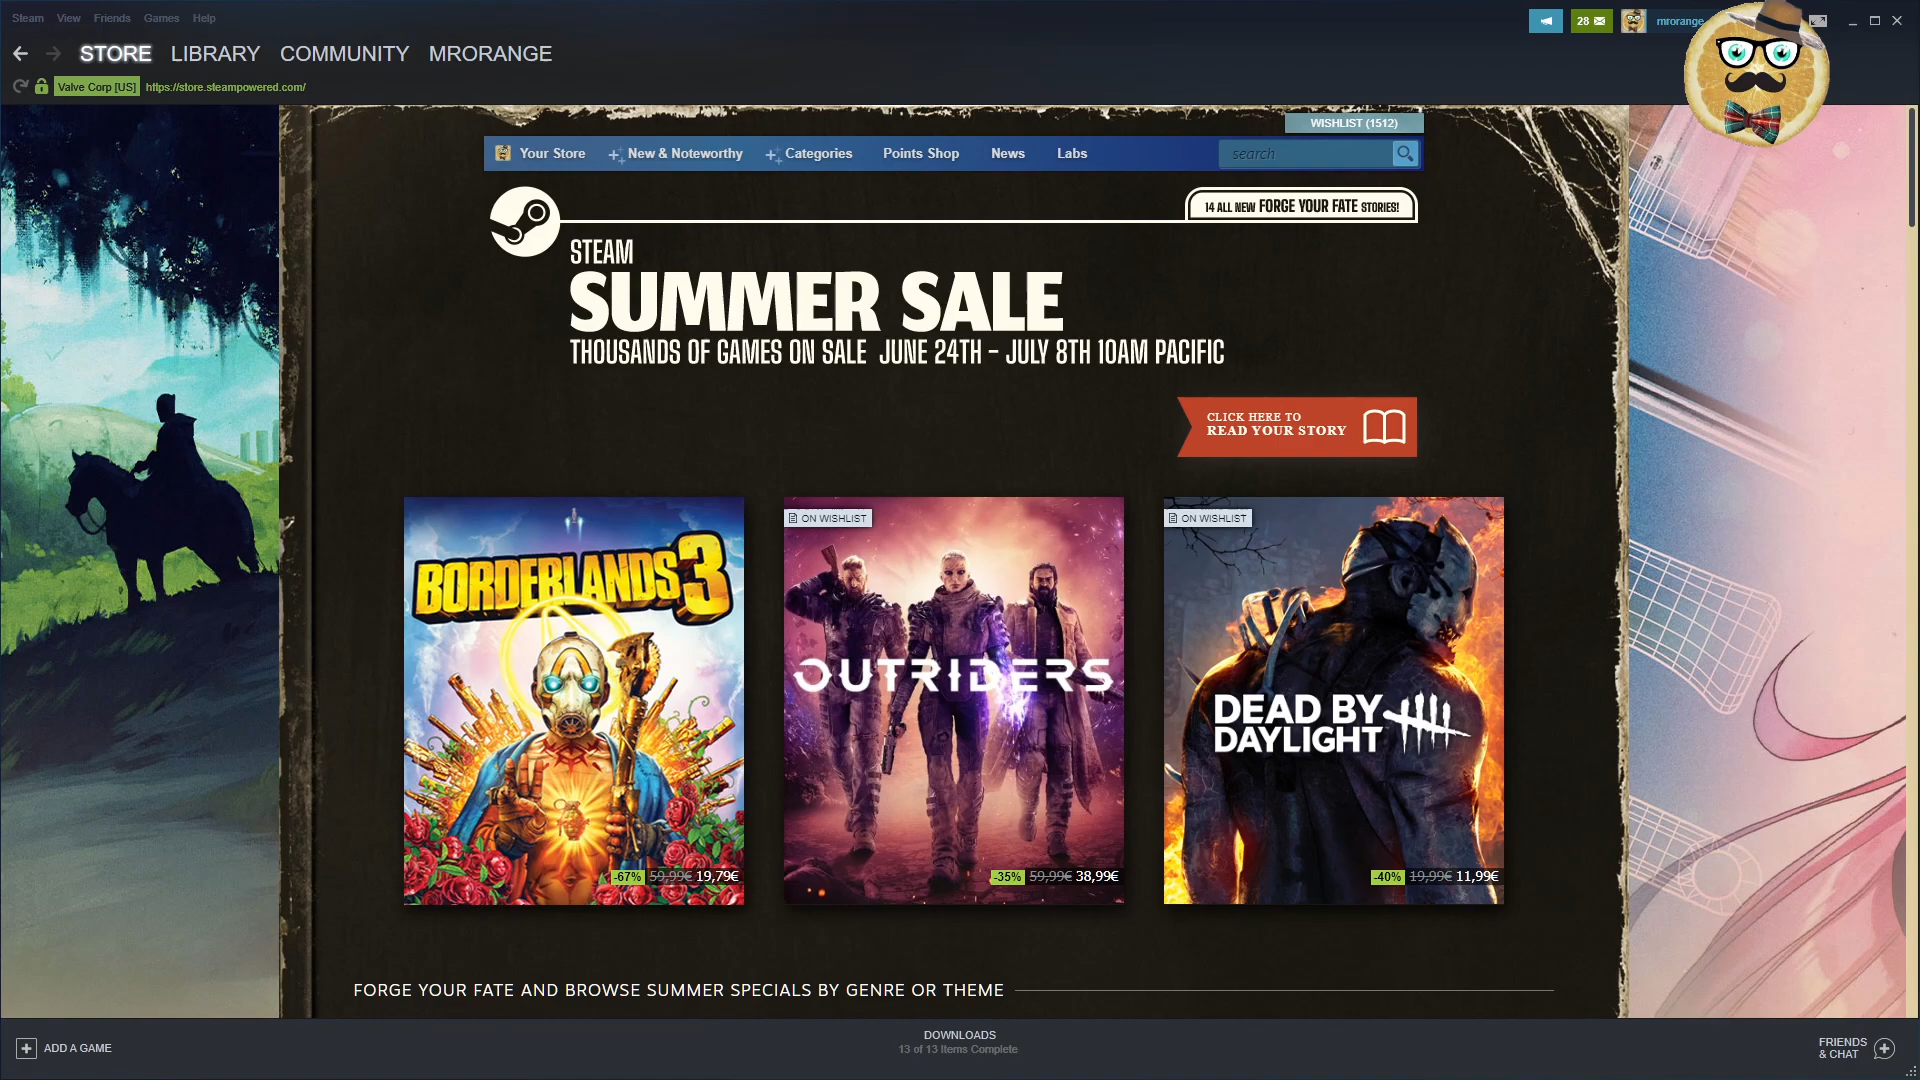 Steam View Friends Games Help
28
mrorange
STORE LIBRARY COMMUNITY MRORANGE
Valve Corp [US] https://store.steampowered.com/
WISHLIST (1512)
Your Store New & Noteworthy Categories Points Shop News Labs search
14 ALL NEW FORGE YOUR FATE STORIES!
STEAM
SUMMER SALE
THOUSANDS OF GAMES ON SALE JUNE 24TH - JULY 8TH 10AM PACIFIC
CLICK HERE TO
READ YOUR STORY
BORDERLANDS 3
-67% 59,99€ 19,79€
ON WISHLIST
OUTRIDERS
-35% 59,99€ 38,99€
ON WISHLIST
DEAD BY
DAYLIGHT
-40% 19,99€ 11,99€
FORGE YOUR FATE AND BROWSE SUMMER SPECIALS BY GENRE OR THEME
ADD A GAME
DOWNLOADS
13 of 13 Items Complete
FRIENDS
& CHAT